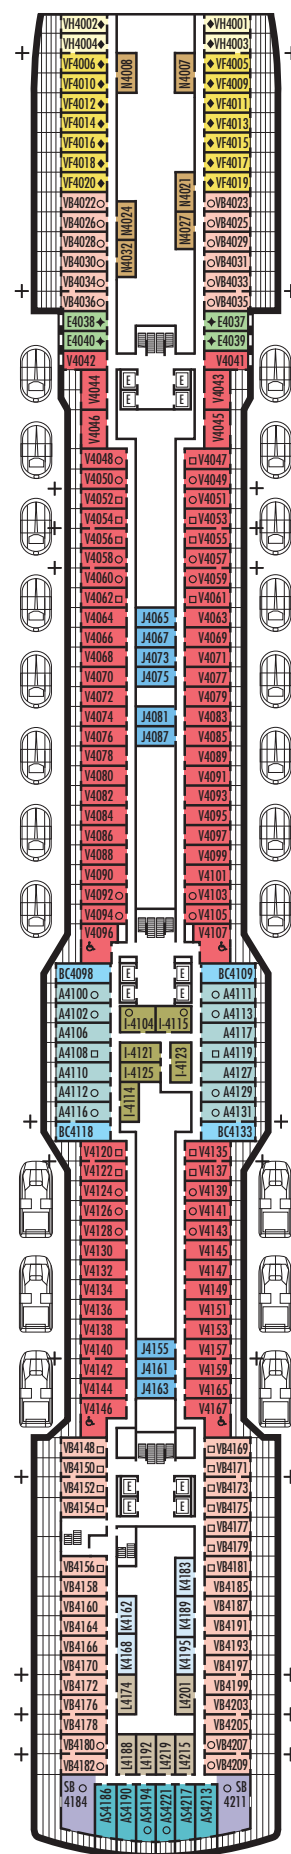 VH4002 VH4001
VH4004 VH4003
VF4006 N4008 N4007 VF4005
VF4010 VF4009
VF4012 VF4011
VF4014 VF4013
VF4016 VF4015
VF4018 VF4017
VF4020 N4021 VF4019
VB4022 N4024 VB4023
VB4026 N4027 VB4025
VB4028 VB4029
VB4030 N4032 VB4031
VB4034 VB4033
VB4036 VB4035
E4038 E4037
E4040 E4039
V4042 V4041
V4044 E E V4043
E E
V4046 V4045
V4048 V4047
V4050 V4049
V4052 V4051
V4054 V4053
V4056 V4055
V4058 V4057
V4060 V4059
V4062 V4061
V4064 J4065 V4063
V4066 J4067 V4069
V4068 J4073 V4071
V4070 J4075 V4077
V4072 V4079
V4074 J4081 V4083
V4076 J4087 V4085
V4078 V4089
V4080 V4091
V4082 V4093
V4084 V4095
V4086 V4097
V4088 V4099
V4090 V4101
V4092 V4103
V4094 V4105
V4096 V4107
BC4098 E E BC4109
A4100 E E A4111
A4102 I-4104 I-4115 A4113
A4106 A4117
A4108 I-4121 I-4123 A4119
A4110 I-4125 A4127
A4112 I-4114 A4129
A4116 A4131
BC4118 BC4133
V4120 V4135
V4122 V4137
V4124 V4139
V4126 V4141
V4128 V4143
V4130 V4145
V4132 V4147
V4134 V4149
V4136 V4151
V4138 V4153
V4140 J4155 V4157
V4142 J4161 V4159
V4144 J4163 V4165
V4146 V4167
VB4148 VB4169
VB4150 E E VB4171
VB4152 E E VB4173
VB4154 VB4175
VB4177
VB4179
VB4156 K4183 VB4181
VB4158 VB4185
VB4160 K4162 K4189 VB4187
VB4164 VB4191
VB4166 K4168 K4195 VB4193
VB4170 VB4197
VB4172 L4174 L4201 VB4199
VB4176 VB4203
VB4178 VB4205
VB4180 L4188 L4192 L4219 L4215 VB4207
VB4182 VB4209
SB 4184 AS4186 AS4190 AS4194 AS4221 AS4217 AS4213 SB 4211